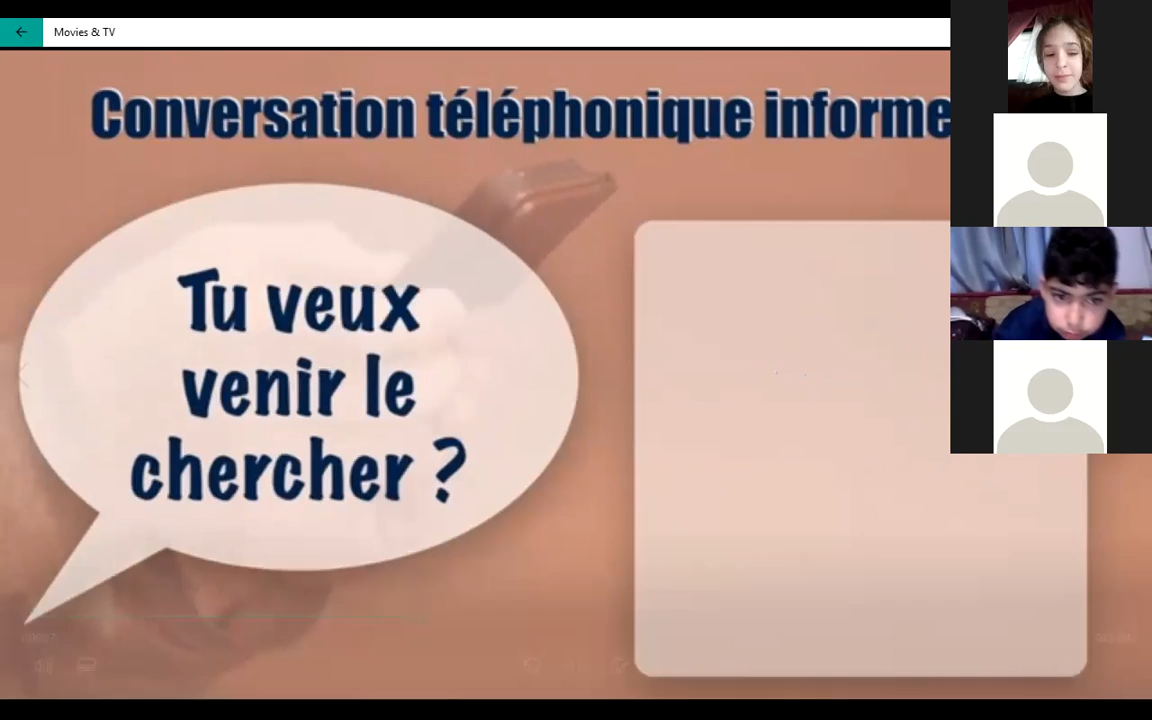 Movies & TV
Conversation téléphonique informe
Tu veux
venir le
chercher ?